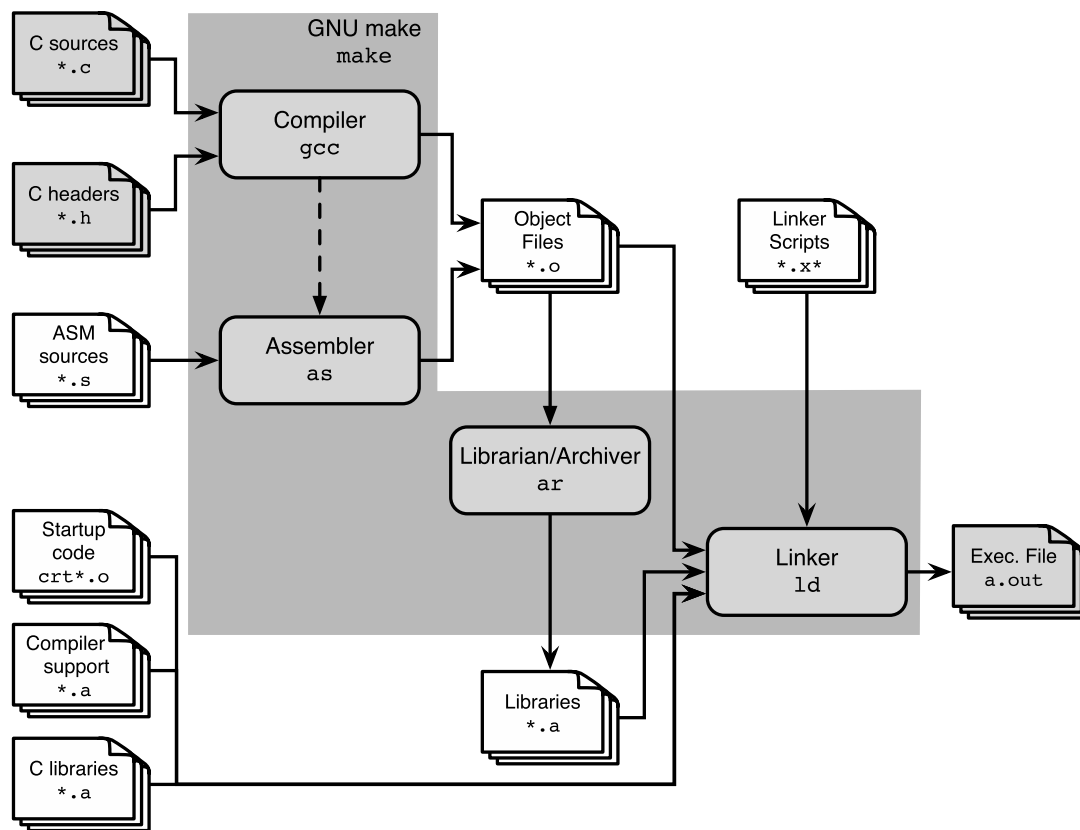 C sources
*.c
GNU make
make
Compiler
gcc
C headers
*.h
Object
Files
*.o
Linker
Scripts
*.x*
ASM
sources
*.s
Assembler
as
Librarian/Archiver
ar
Startup
code
crt*.o
Linker
ld
Exec. File
a.out
Compiler
support
*.a
Libraries
*.a
C libraries
*.a